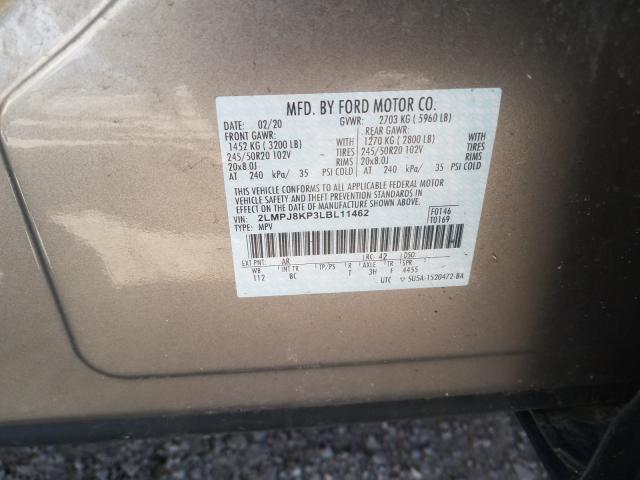 MFD. BY FORD MOTOR CO.
DATE: 02/20 GVWR: 2703 KG ( 5960 LB)
FRONT GAWR: REAR GAWR:
1452 KG ( 3200 LB) WITH 1270 KG ( 2800 LB) WITH
245/50R20 102V TIRES 245/50R20 102V TIRES
20x8.0J RIMS 20x8.0J RIMS
AT 240 kPa/ 35 PSI COLD AT 240 kPa/ 35 PSI COLD
THIS VEHICLE CONFORMS TO ALL APPLICABLE FEDERAL MOTOR
VEHICLE SAFETY AND THEFT PREVENTION STANDARDS IN
EFFECT ON THE DATE OF MANUFACTURE SHOWN ABOVE.
VIN: 2LMPJ8KP3LBL11462 F0146
TYPE: MPV T0169
EXT PNT: AR RC: 42 DSO:
WB INT TR TP/PS R AXLE TR SPR
112 BC T 3H F 4455
UTC 5U5A-1520472-BA